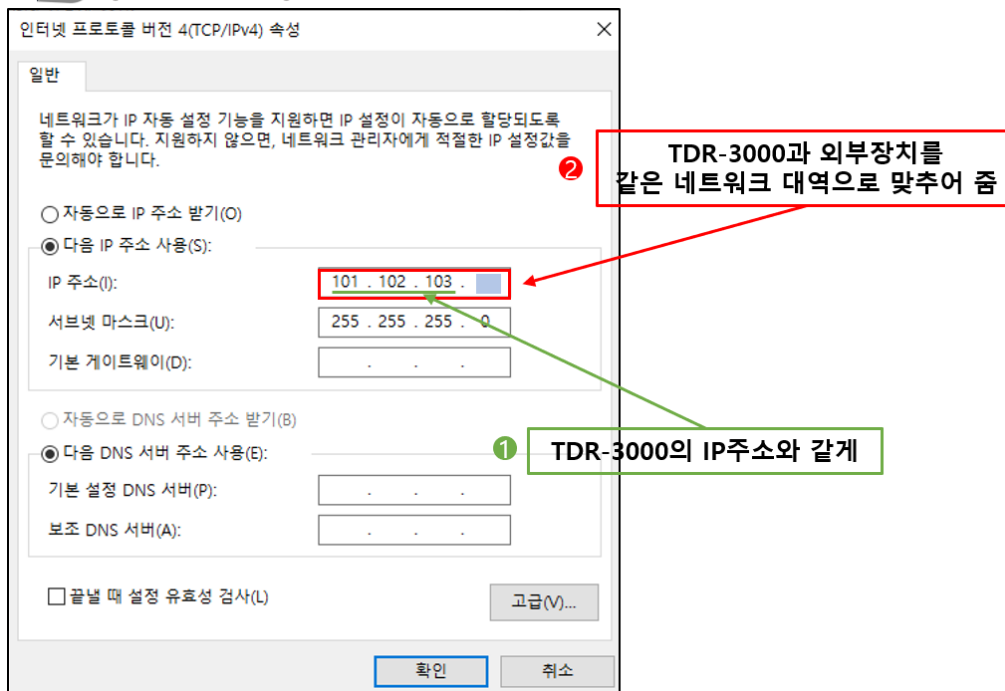 인터넷 프로토콜 버전 4(TCP/IPv4) 속성
일반
네트워크가 IP 자동 설정 기능을 지원하면 IP 설정이 자동으로 할당되도록
할 수 있습니다. 지원하지 않으면, 네트워크 관리자에게 적절한 IP 설정값을
문의해야 합니다.
❷
TDR-3000과 외부장치를
같은 네트워크 대역으로 맞추어 줌
자동으로 IP 주소 받기(O)
다음 IP 주소 사용(S):
IP 주소(I): 101 . 102 . 103 .
서브넷 마스크(U): 255 . 255 . 255 . 0
기본 게이트웨이(D): . . .
자동으로 DNS 서버 주소 받기(B)
❶ TDR-3000의 IP주소와 같게
다음 DNS 서버 주소 사용(E):
기본 설정 DNS 서버(P): . . .
보조 DNS 서버(A): . . .
끝낼 때 설정 유효성 검사(L)
고급(V)...
확인 취소